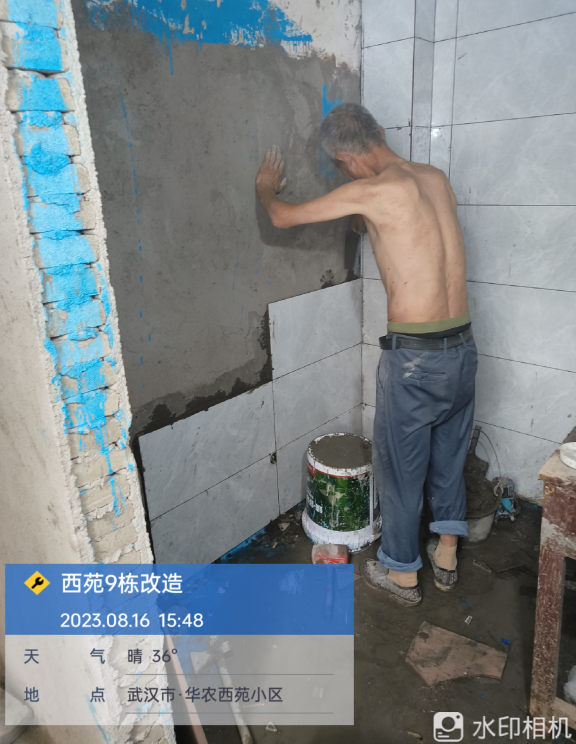 西苑9栋改造
2023.08.16 15:48
天 气 晴 36°
地 点 武汉市·华农西苑小区
水印相机